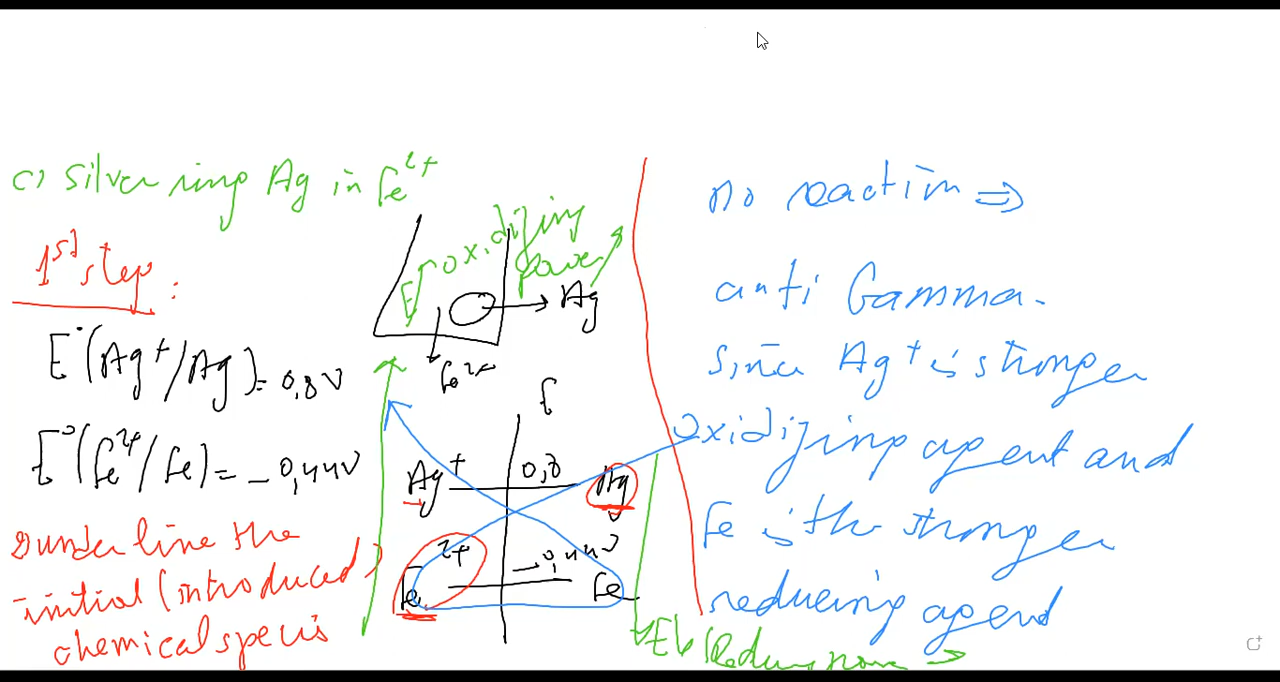 c) Silver ring Ag in Fe²⁺
1st step :
E°(Ag⁺/Ag) = 0,8V
E°(Fe²⁺/Fe) = -0,44V
underline the
initial (introduced)
chemical species
E
oxidizing
power
Ag
Fe²⁺
E
Ag⁺ 0,8 Ag
Fe²⁺ -0,44V Fe
no reaction ⇒
anti Gamma.
Since Ag⁺ is stronger
oxidizing agent and
Fe is the stronger
reducing agent